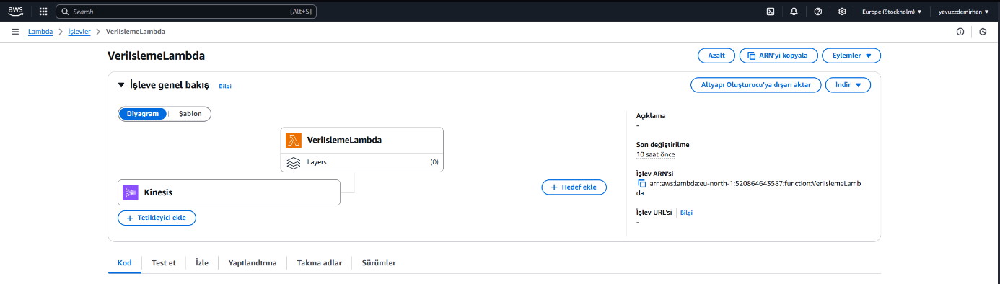 aws
Search [Alt+S] Europe (Stockholm) yavuzzdemirhan
Lambda İşlevler VeriIslemeLambda
VeriIslemeLambda
Azalt ARN'yi kopyala Eylemler
İşleve genel bakış Bilgi
Altyapı Oluşturucu'ya dışarı aktar İndir
Diyagram Şablon
VeriIslemeLambda
Layers (0)
Kinesis
+ Tetikleyici ekle
+ Hedef ekle
Açıklama
-
Son değiştirilme
10 saat önce
İşlev ARN'si
arn:aws:lambda:eu-north-1:520864643587:function:VeriIslemeLamb
da
İşlev URL'si Bilgi
-
Kod Test et İzle Yapılandırma Takma adlar Sürümler